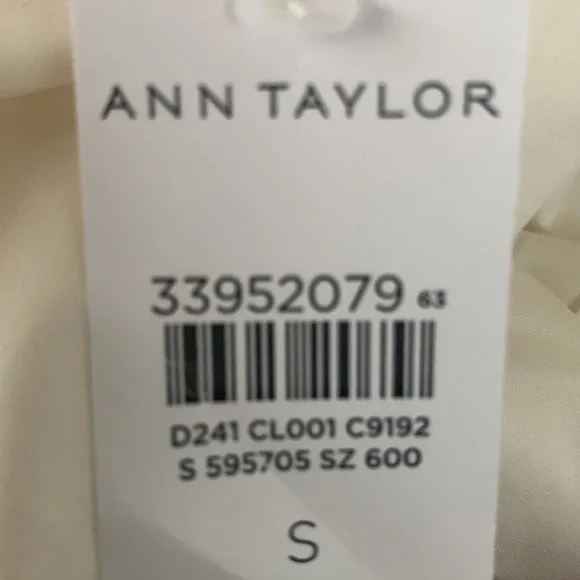 ANN TAYLOR
33952079 63
D241 CL001 C9192
S 595705 SZ 600
S